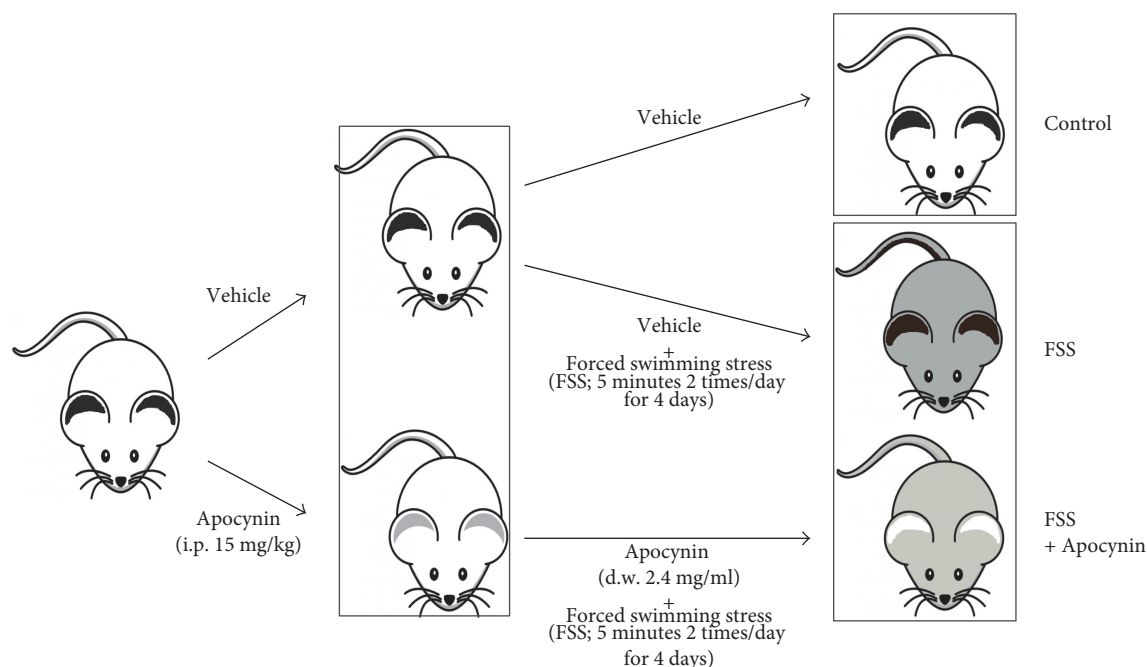 Vehicle
Control
Vehicle
Vehicle
+
Forced swimming stress
(FSS; 5 minutes 2 times/day
for 4 days)
FSS
Apocynin
(i.p. 15 mg/kg)
Apocynin
(d.w. 2.4 mg/ml)
+
Forced swimming stress
(FSS; 5 minutes 2 times/day
for 4 days)
FSS
+ Apocynin